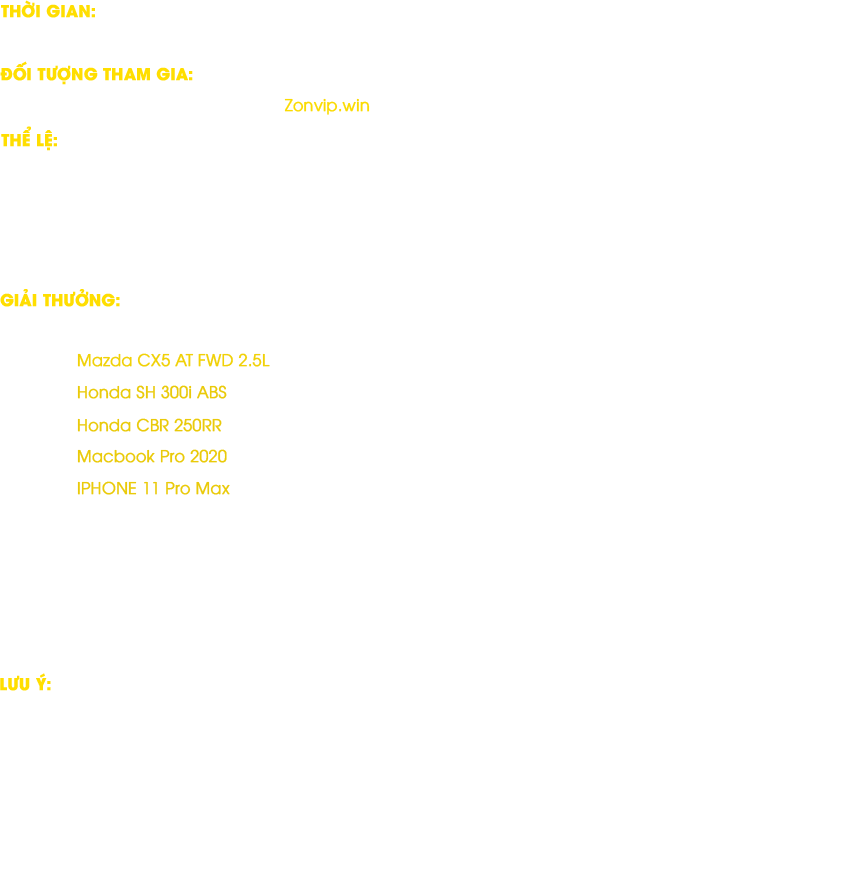 THỜI GIAN:
ĐỐI TƯỢNG THAM GIA:
Zonvip.win
THỂ LỆ:
GIẢI THƯỞNG:
Mazda CX5 AT FWD 2.5L
Honda SH 300i ABS
Honda CBR 250RR
Macbook Pro 2020
IPHONE 11 Pro Max
LƯU Ý: